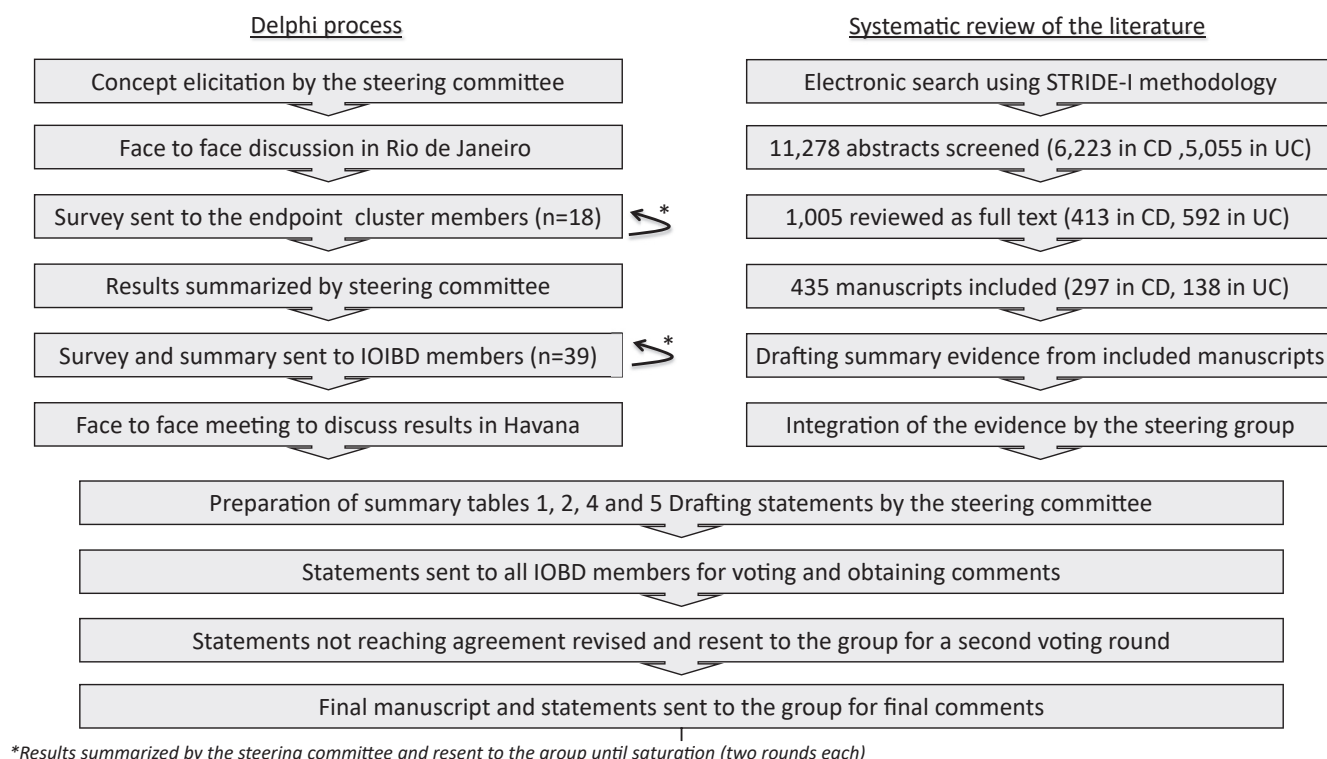 Delphi process
Concept elicitation by the steering committee
Face to face discussion in Rio de Janeiro
Survey sent to the endpoint cluster members (n=18)
*
Results summarized by steering committee
Survey and summary sent to IOIBD members (n=39)
*
Face to face meeting to discuss results in Havana
Systematic review of the literature
Electronic search using STRIDE-I methodology
11,278 abstracts screened (6,223 in CD ,5,055 in UC)
1,005 reviewed as full text (413 in CD, 592 in UC)
435 manuscripts included (297 in CD, 138 in UC)
Drafting summary evidence from included manuscripts
Integration of the evidence by the steering group
Preparation of summary tables 1, 2, 4 and 5 Drafting statements by the steering committee
Statements sent to all IOBD members for voting and obtaining comments
Statements not reaching agreement revised and resent to the group for a second voting round
Final manuscript and statements sent to the group for final comments
*Results summarized by the steering committee and resent to the group until saturation (two rounds each)